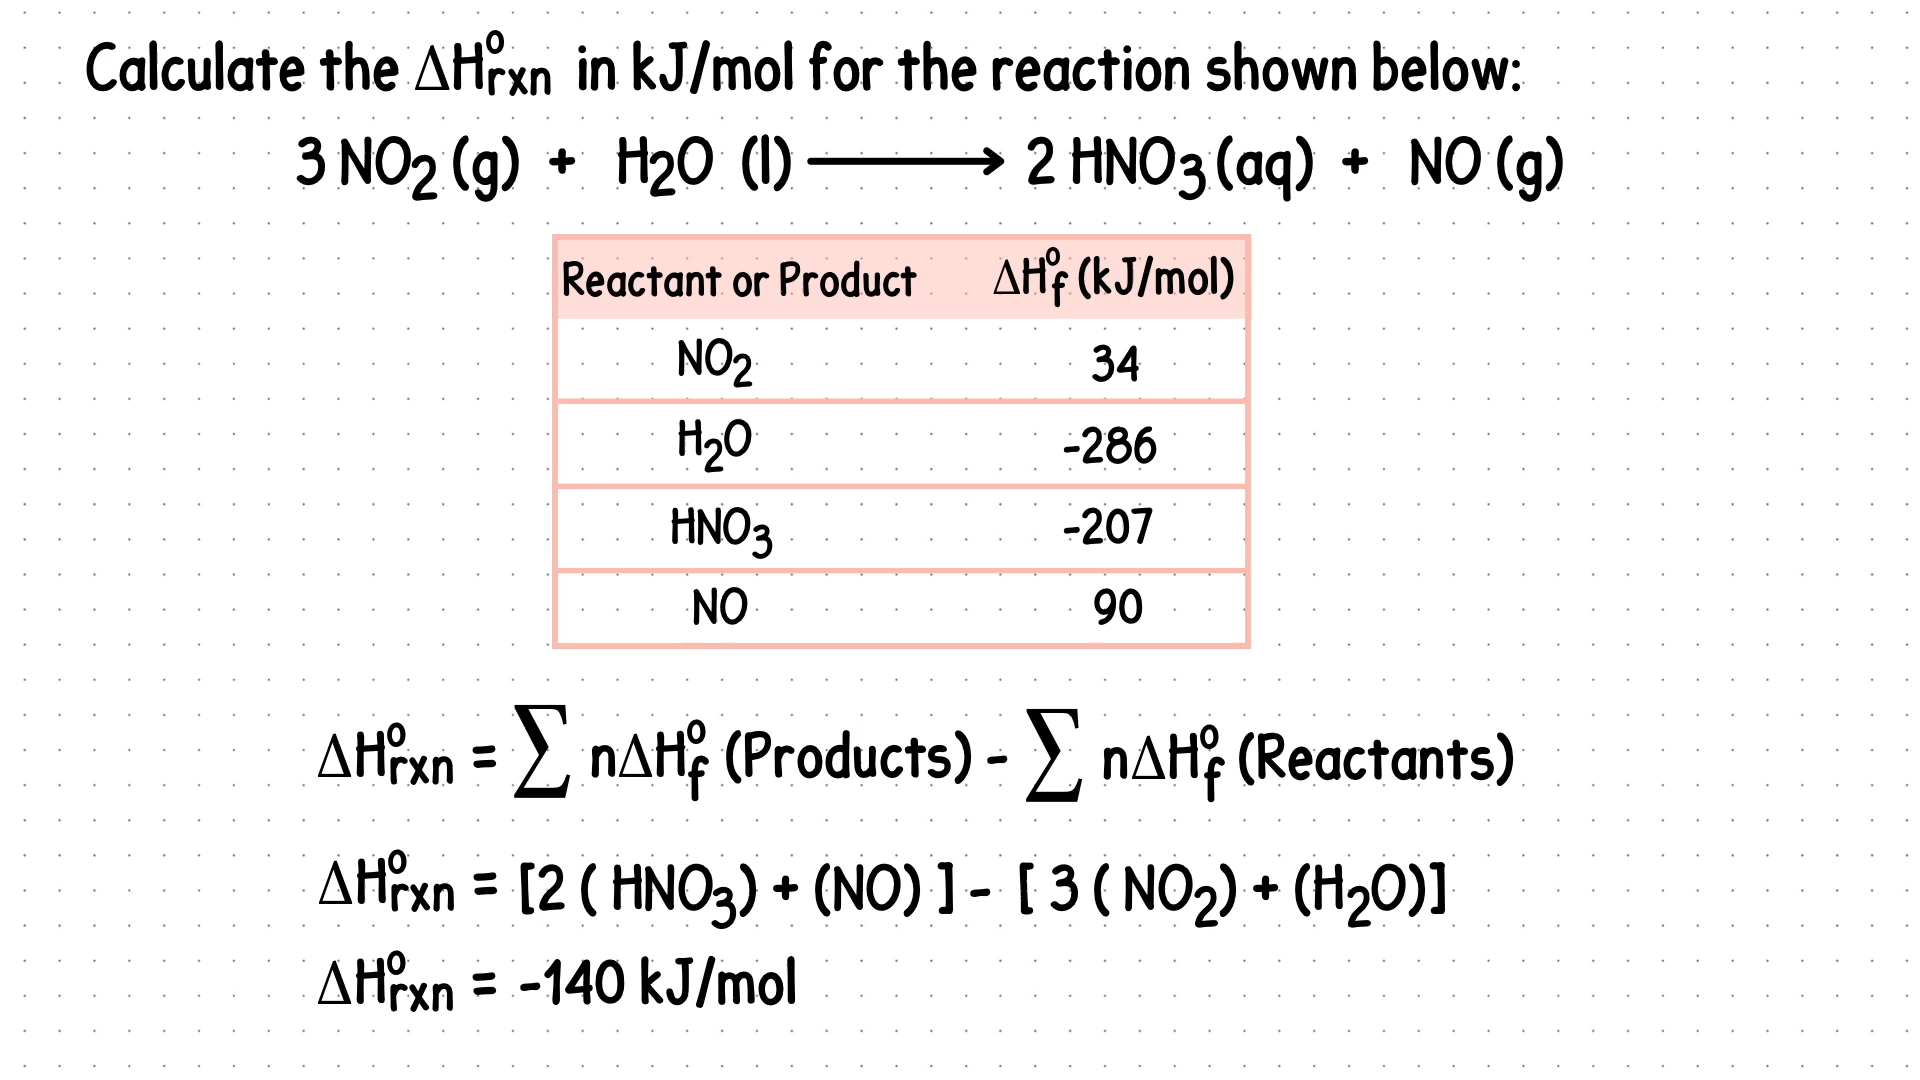 Calculate the ΔH°rxn in kJ/mol for the reaction shown below:
3 NO₂ (g) + H₂O (l) ⟶ 2 HNO₃ (aq) + NO (g)
Reactant or Product ΔH°f (kJ/mol)
NO₂ 34
H₂O -286
HNO₃ -207
NO 90
ΔH°rxn = ∑ nΔH°f (Products) - ∑ nΔH°f (Reactants)
ΔH°rxn = [2 ( HNO₃) + (NO) ] - [ 3 ( NO₂) + (H₂O)]
ΔH°rxn = -140 kJ/mol